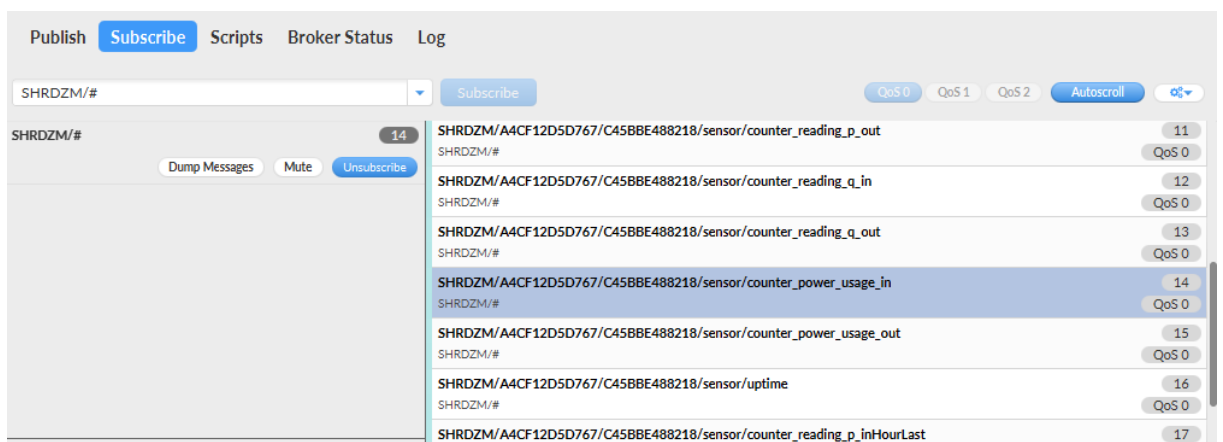 Publish Subscribe Scripts Broker Status Log
SHRDZM/# Subscribe QoS 0 QoS 1 QoS 2 Autoscroll
SHRDZM/# 14
Dump Messages Mute Unsubscribe
SHRDZM/A4CF12D5D767/C45BBE488218/sensor/counter_reading_p_out 11
SHRDZM/# QoS 0
SHRDZM/A4CF12D5D767/C45BBE488218/sensor/counter_reading_q_in 12
SHRDZM/# QoS 0
SHRDZM/A4CF12D5D767/C45BBE488218/sensor/counter_reading_q_out 13
SHRDZM/# QoS 0
SHRDZM/A4CF12D5D767/C45BBE488218/sensor/counter_power_usage_in 14
SHRDZM/# QoS 0
SHRDZM/A4CF12D5D767/C45BBE488218/sensor/counter_power_usage_out 15
SHRDZM/# QoS 0
SHRDZM/A4CF12D5D767/C45BBE488218/sensor/uptime 16
SHRDZM/# QoS 0
SHRDZM/A4CF12D5D767/C45BBE488218/sensor/counter_reading_p_inHourLast 17